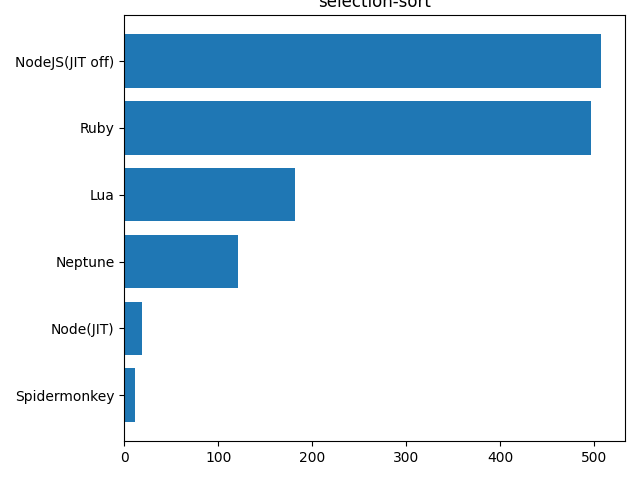 selection-sort
NodeJS(JIT off)
Ruby
Lua
Neptune
Node(JIT)
Spidermonkey
0 100 200 300 400 500